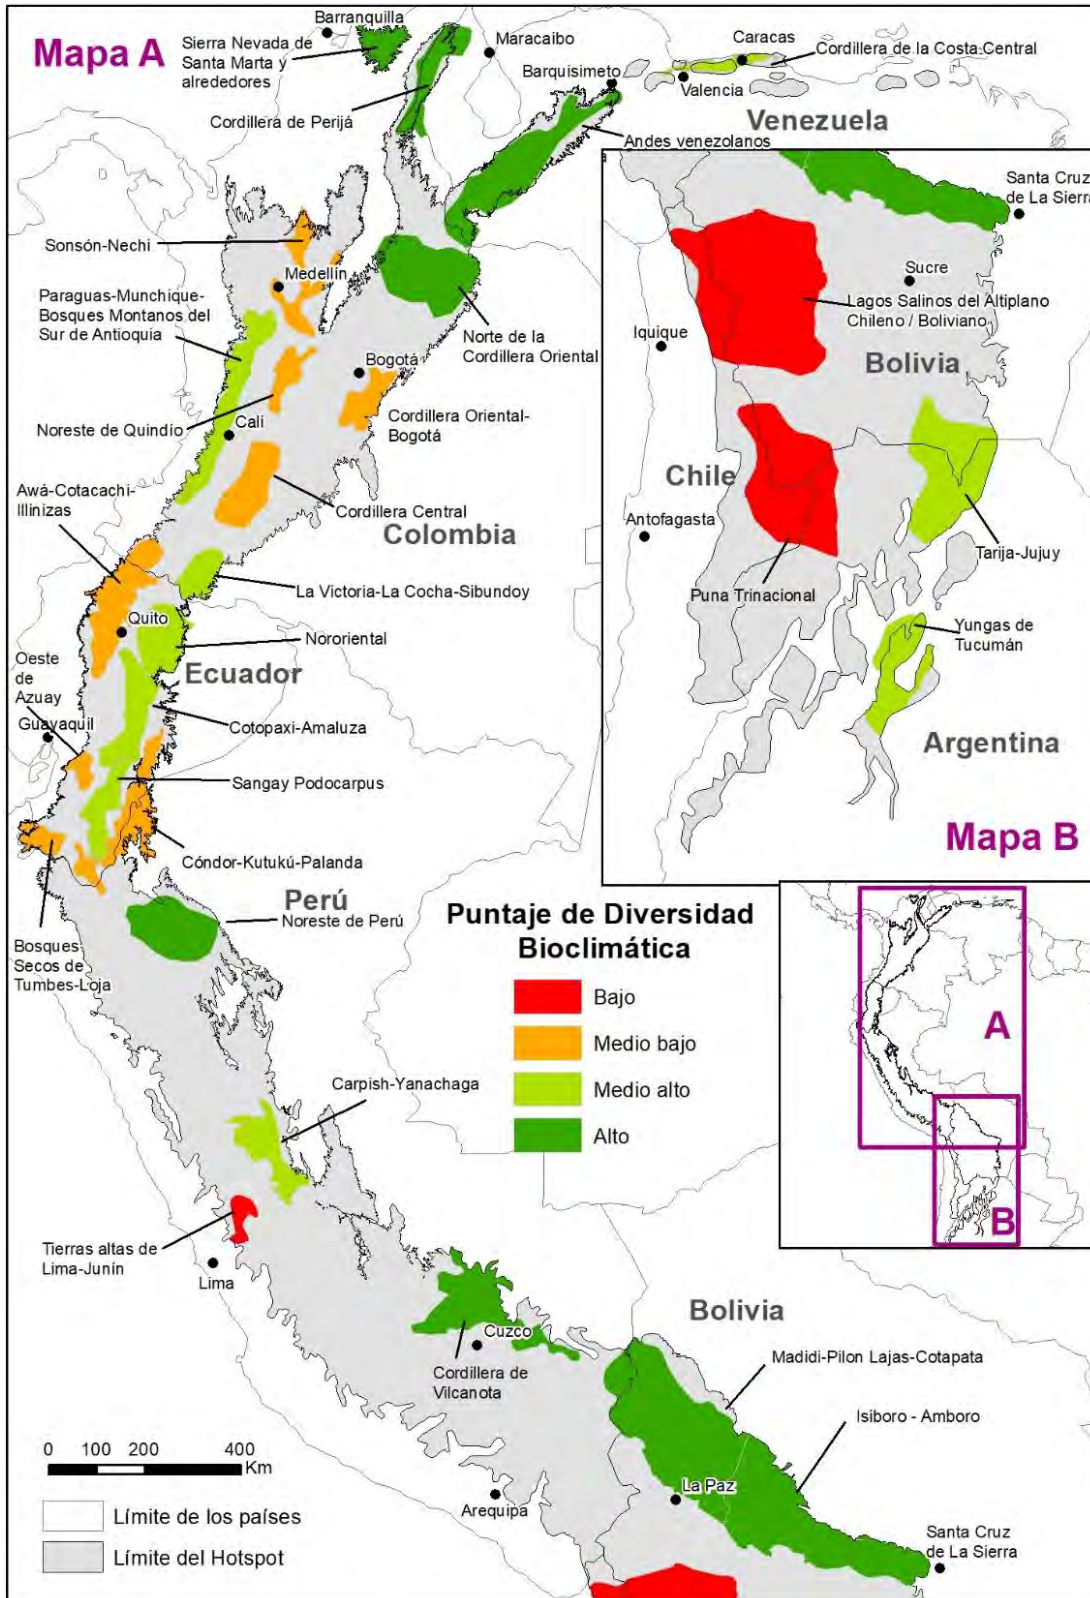 Mapa A
Barranquilla
Sierra Nevada de
Santa Marta y
alrededores
Maracaibo
Caracas
Cordillera de la Costa Central
Barquisimeto
Valencia
Cordillera de Perijá
Venezuela
Andes venezolanos
Sonsón-Nechi
Medellín
Paraguas-Munchique-
Bosques Montanos del
Sur de Antioquia
Norte de la
Cordillera Oriental
Bogotá
Noreste de Quindío
Cali
Cordillera Oriental-
Bogotá
Awá-Cotacachi-
Illinizas
Cordillera Central
Colombia
La Victoria-La Cocha-Sibundoy
Quito
Nororiental
Oeste
de
Azuay
Ecuador
Guayaquil
Cotopaxi-Amaluza
Sangay Podocarpus
Cóndor-Kutukú-Palanda
Perú
Noreste de Perú
Bosques
Secos de
Tumbes-Loja
Carpish-Yanachaga
Tierras altas de
Lima-Junín
Lima
Cuzco
Cordillera de
Vilcanota
Bolivia
Madidi-Pilon Lajas-Cotapata
Isiboro - Amboro
La Paz
Arequipa
Santa Cruz
de La Sierra
Santa Cruz
de La Sierra
Sucre
Lagos Salinos del Altiplano
Chileno / Boliviano
Iquique
Bolivia
Chile
Antofagasta
Tarija-Jujuy
Puna Trinacional
Yungas de
Tucumán
Argentina
Mapa B
Puntaje de Diversidad
Bioclimática
Bajo
Medio bajo
Medio alto
Alto
A
B
0 100 200 400
Km
Límite de los países
Límite del Hotspot